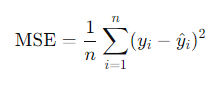 MSE = \frac{1}{n} \sum_{i=1}^{n} (y_i - \hat{y}_i)^2